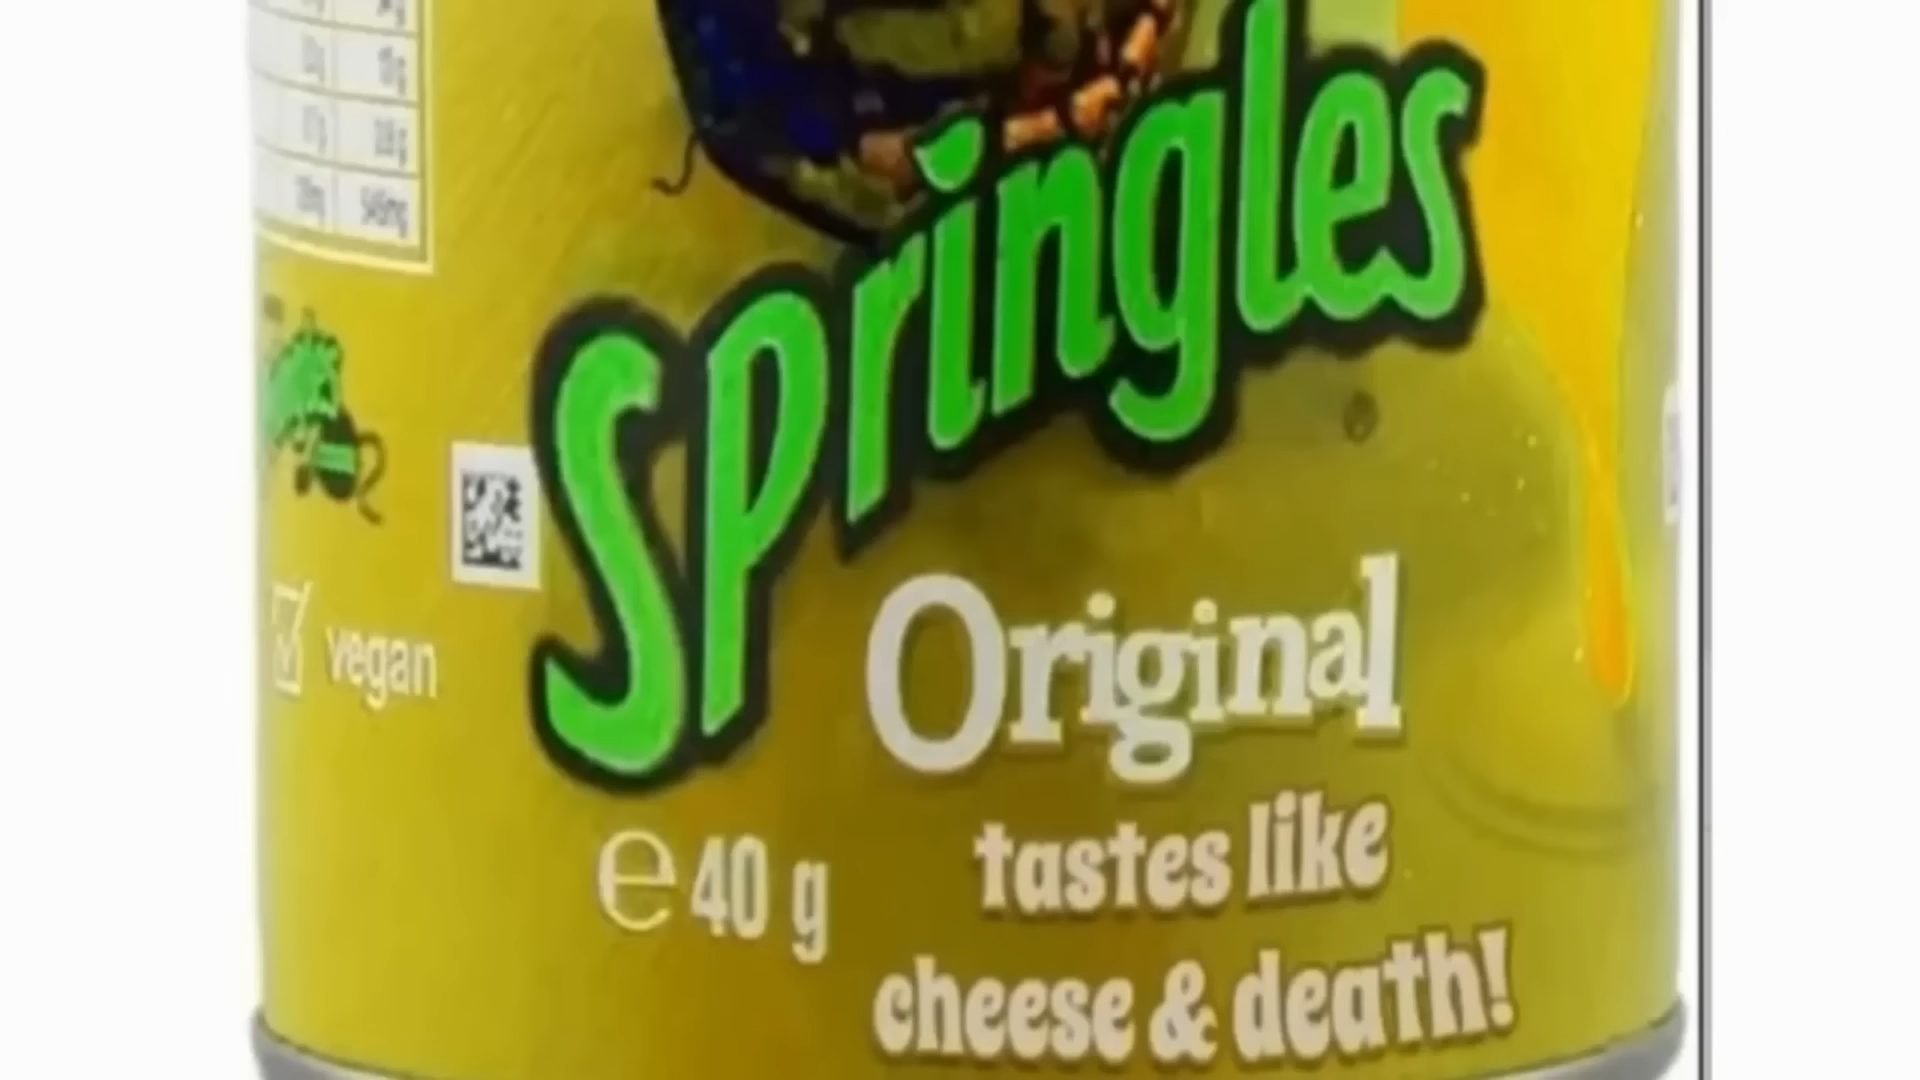 SPringles
Original
℮ 40 g
tastes like
cheese & death!
vegan
®